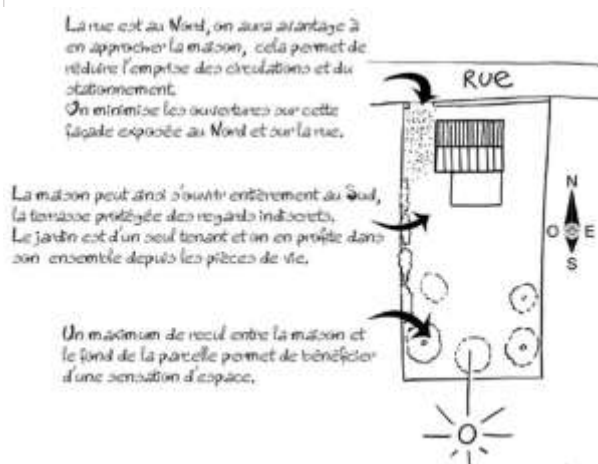 La rue est au Nord, on aura avantage à
en approcher la maison, cela permet de
réduire l'emprise des circulations et du
stationnement.
On minimise les ouvertures sur cette
façade exposée au Nord et sur la rue.
RUE
La maison peut ainsi s'ouvrir entièrement au Sud,
la terrasse protégée des regards indiscrets.
Le jardin est d'un seul tenant et on en profite dans
son ensemble depuis les pièces de vie.
N
O E
S
Un maximum de recul entre la maison et
le fond de la parcelle permet de bénéficier
d'une sensation d'espace.